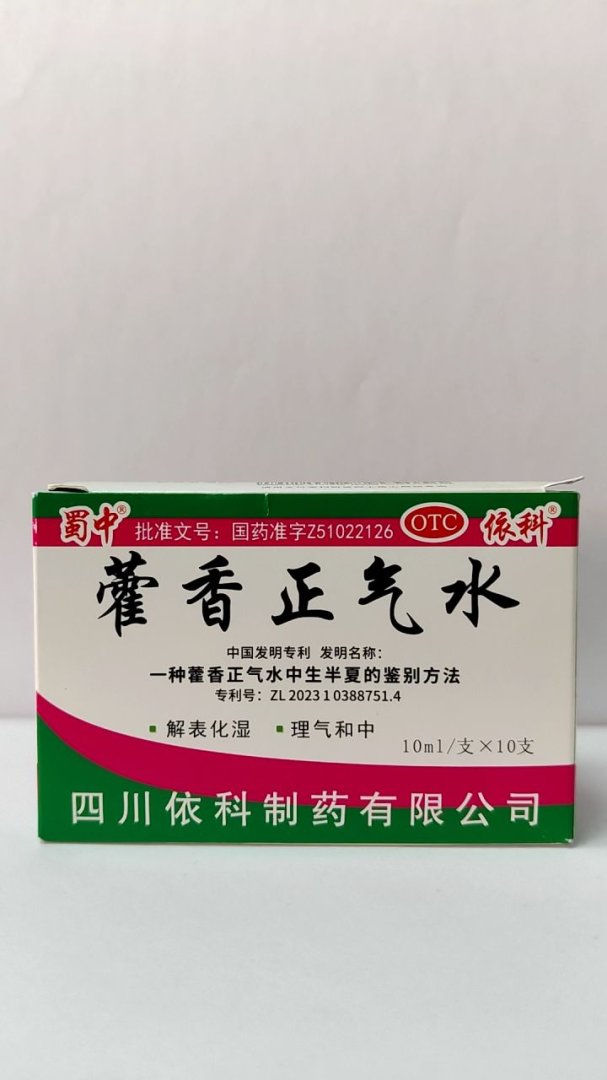 蜀中® 批准文号：国药准字Z51022126 OTC 依科®
藿香正气水
中国发明专利 发明名称：
一种藿香正气水中生半夏的鉴别方法
专利号：ZL 2023 1 0388751.4
▪ 解表化湿 ▪ 理气和中
10ml/支×10支
四川依科制药有限公司